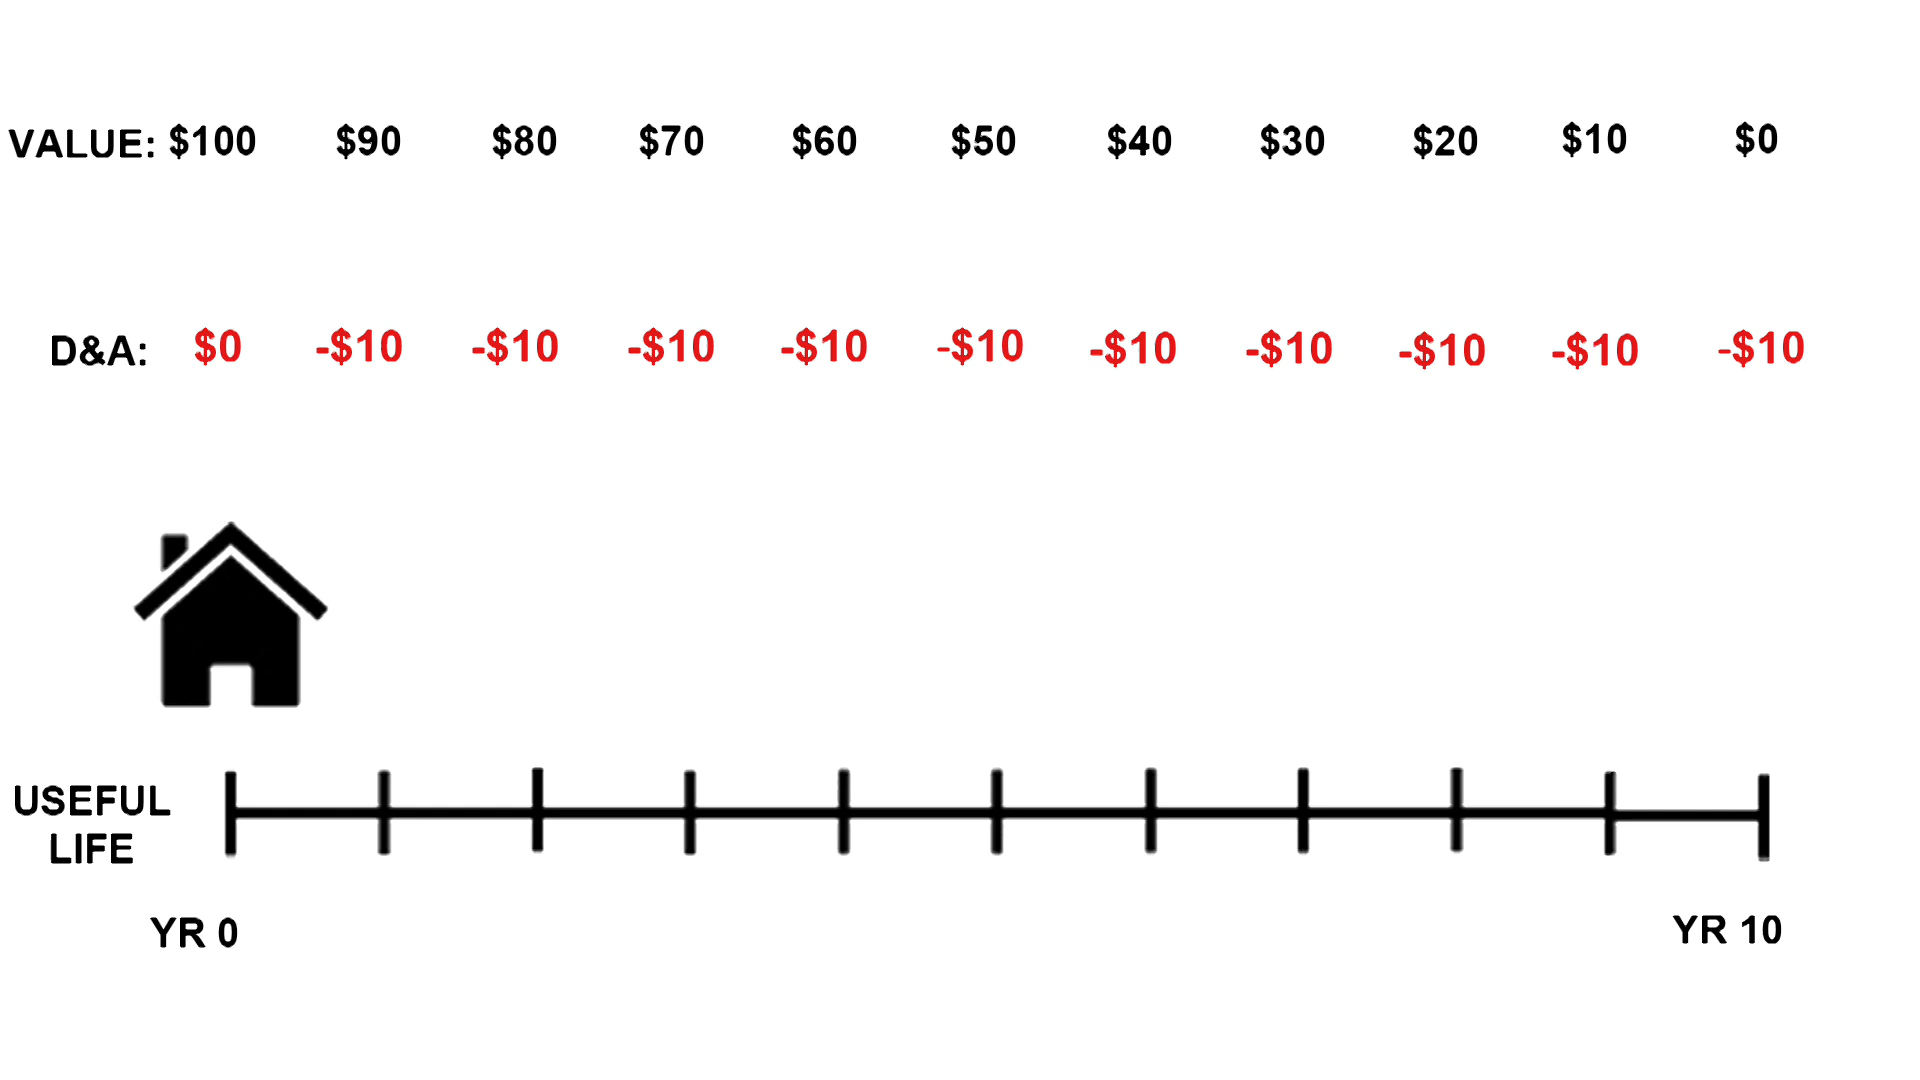 VALUE: $100 $90 $80 $70 $60 $50 $40 $30 $20 $10 $0
D&A: $0 -$10 -$10 -$10 -$10 -$10 -$10 -$10 -$10 -$10 -$10
USEFUL
LIFE
YR 0 YR 10